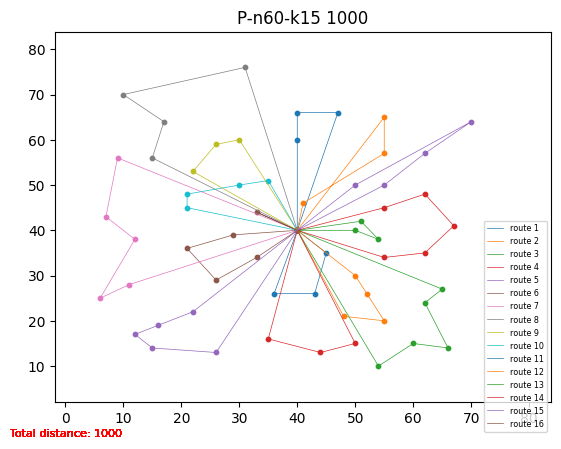 P-n60-k15 1000
80
70
60
50
40
30
20
10
0 10 20 30 40 50 60 70 80
route 1
route 2
route 3
route 4
route 5
route 6
route 7
route 8
route 9
route 10
route 11
route 12
route 13
route 14
route 15
route 16
Total distance: 1000